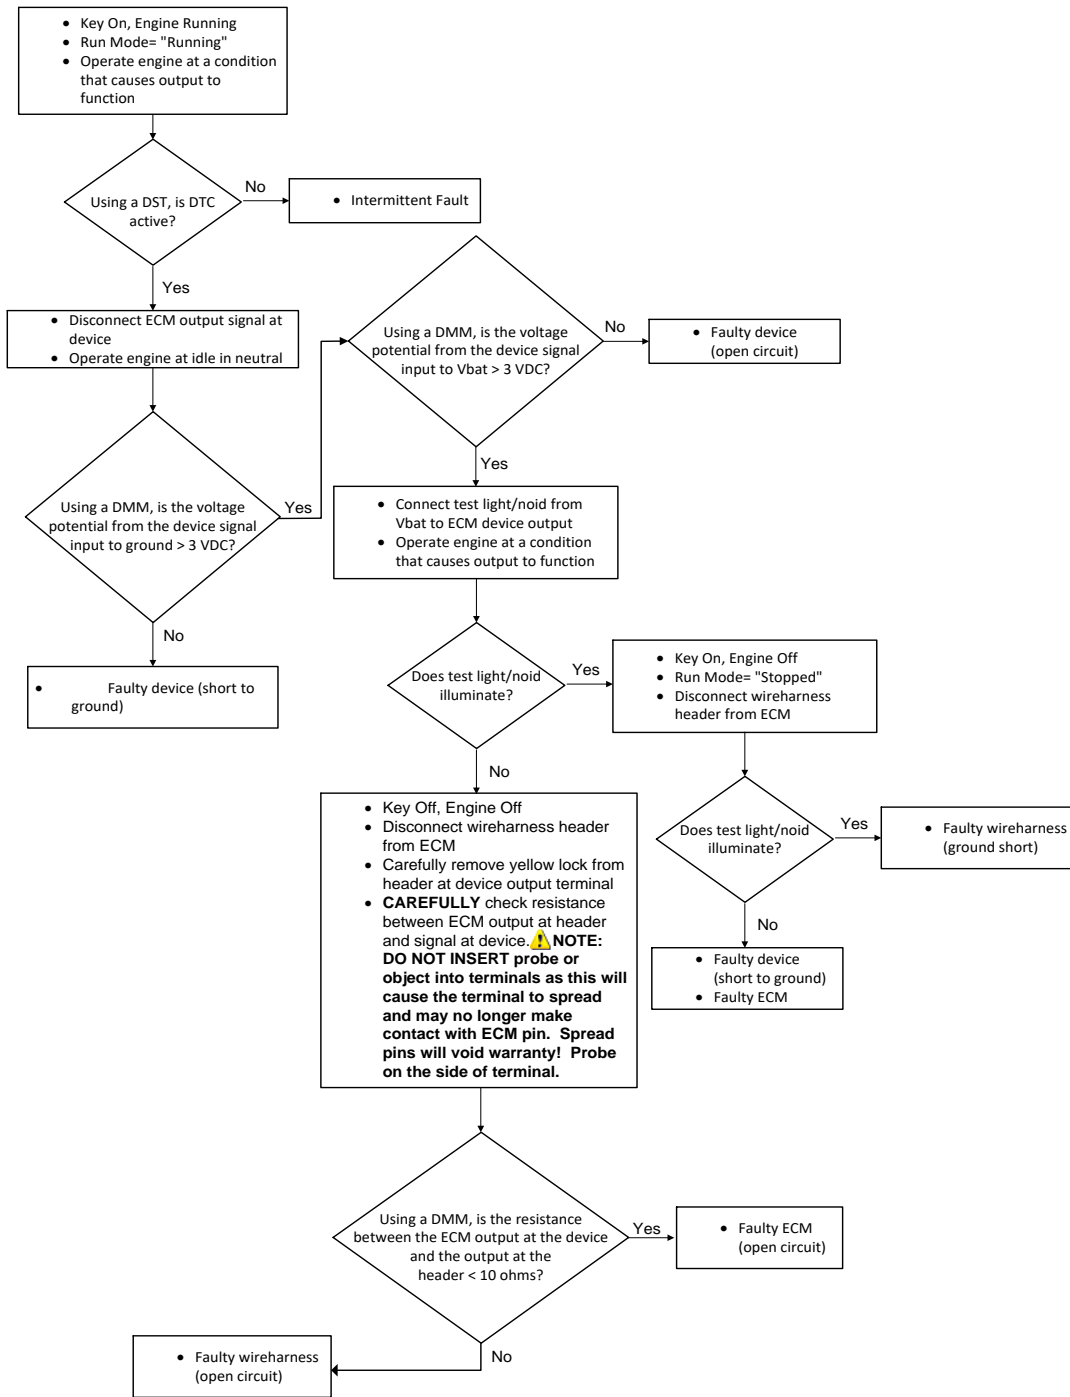 • Key On, Engine Running
• Run Mode= "Running"
• Operate engine at a condition
that causes output to
function
Using a DST, is DTC
active?
No
• Intermittent Fault
Yes
• Disconnect ECM output signal at
device
• Operate engine at idle in neutral
Using a DMM, is the voltage
potential from the device signal
input to ground > 3 VDC?
Yes
No
• Faulty device (short to
ground)
Using a DMM, is the voltage
potential from the device signal
input to Vbat > 3 VDC?
No
• Faulty device
(open circuit)
Yes
• Connect test light/noid from
Vbat to ECM device output
• Operate engine at a condition
that causes output to function
Does test light/noid
illuminate?
Yes
• Key On, Engine Off
• Run Mode= "Stopped"
• Disconnect wireharness
header from ECM
Does test light/noid
illuminate?
Yes
• Faulty wireharness
(ground short)
No
• Faulty device
(short to ground)
• Faulty ECM
No
• Key Off, Engine Off
• Disconnect wireharness header
from ECM
• Carefully remove yellow lock from
header at device output terminal
• CAREFULLY check resistance
between ECM output at header
and signal at device. NOTE:
DO NOT INSERT probe or
object into terminals as this will
cause the terminal to spread
and may no longer make
contact with ECM pin.  Spread
pins will void warranty!  Probe
on the side of terminal.
Using a DMM, is the resistance
between the ECM output at the device
and the output at the
header < 10 ohms?
Yes
• Faulty ECM
(open circuit)
No
• Faulty wireharness
(open circuit)